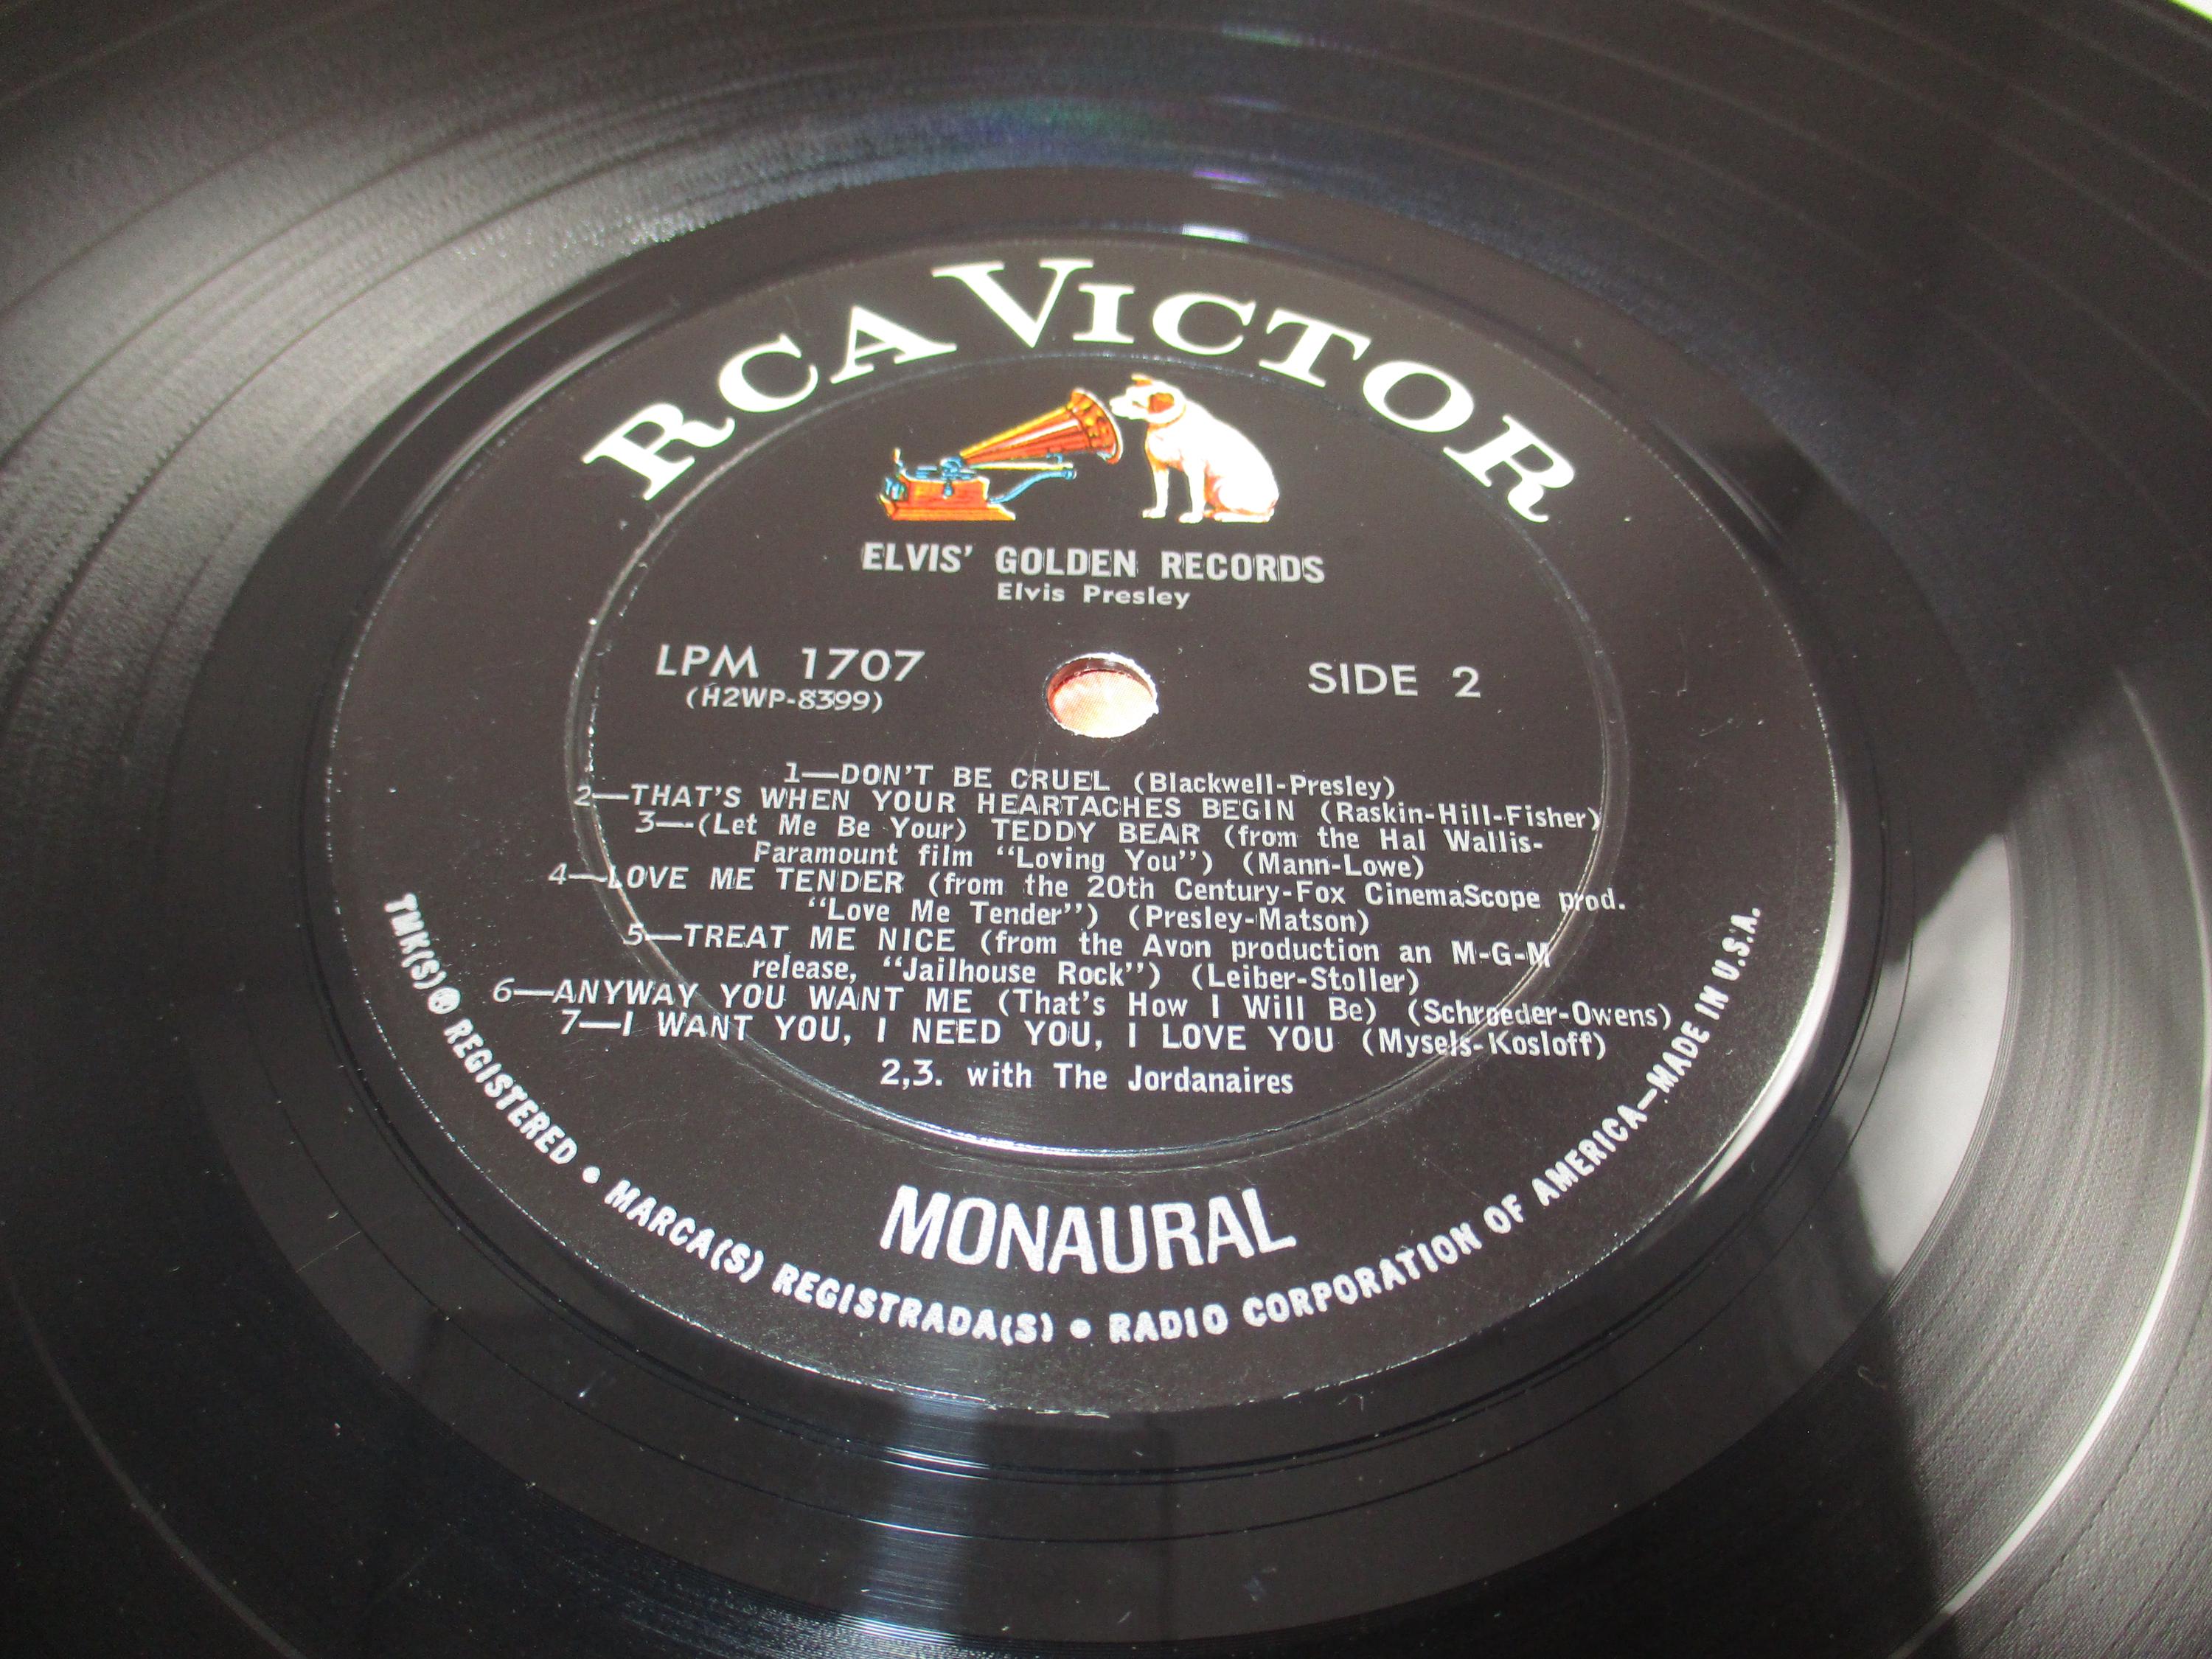 RCA VICTOR
ELVIS' GOLDEN RECORDS
Elvis Presley
LPM 1707
(H2WP-8399)
SIDE 2
1—DON'T BE CRUEL (Blackwell-Presley)
2—THAT'S WHEN YOUR HEARTACHES BEGIN (Raskin-Hill-Fisher)
3—(Let Me Be Your) TEDDY BEAR (from the Hal Wallis-
Paramount film "Loving You") (Mann-Lowe)
4—LOVE ME TENDER (from the 20th Century-Fox CinemaScope prod.
"Love Me Tender") (Presley-Matson)
5—TREAT ME NICE (from the Avon production an M-G-M
release, "Jailhouse Rock") (Leiber-Stoller)
6—ANYWAY YOU WANT ME (That's How I Will Be) (Schroeder-Owens)
7—I WANT YOU, I NEED YOU, I LOVE YOU (Mysels-Kosloff)
2,3. with The Jordanaires
MONAURAL
TMK(S) ® REGISTERED • MARCA(S) REGISTRADA(S) • RADIO CORPORATION OF AMERICA—MADE IN U.S.A.